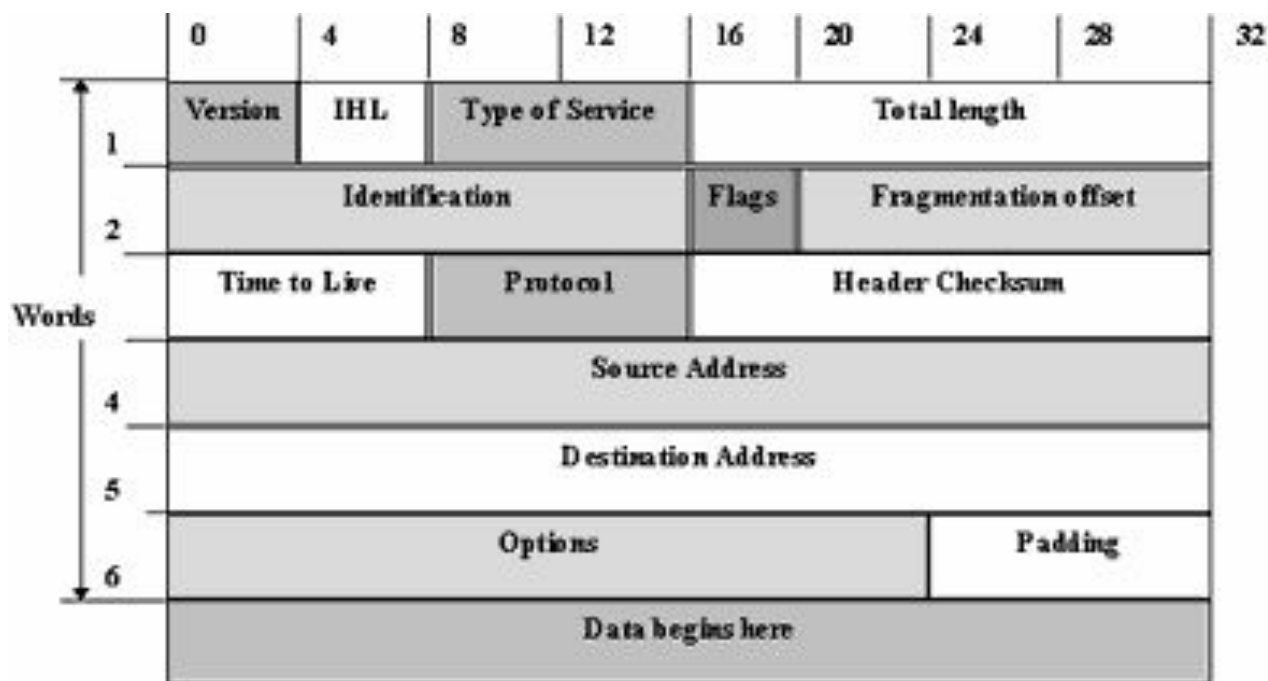 0 4 8 12 16 20 24 28 32
Version IHL Type of Service Total length
1
Identification Flags Fragmentation offset
2
Time to Live Protocol Header Checksum
Words
Source Address
4
Destination Address
5
Options Padding
6
Data begins here